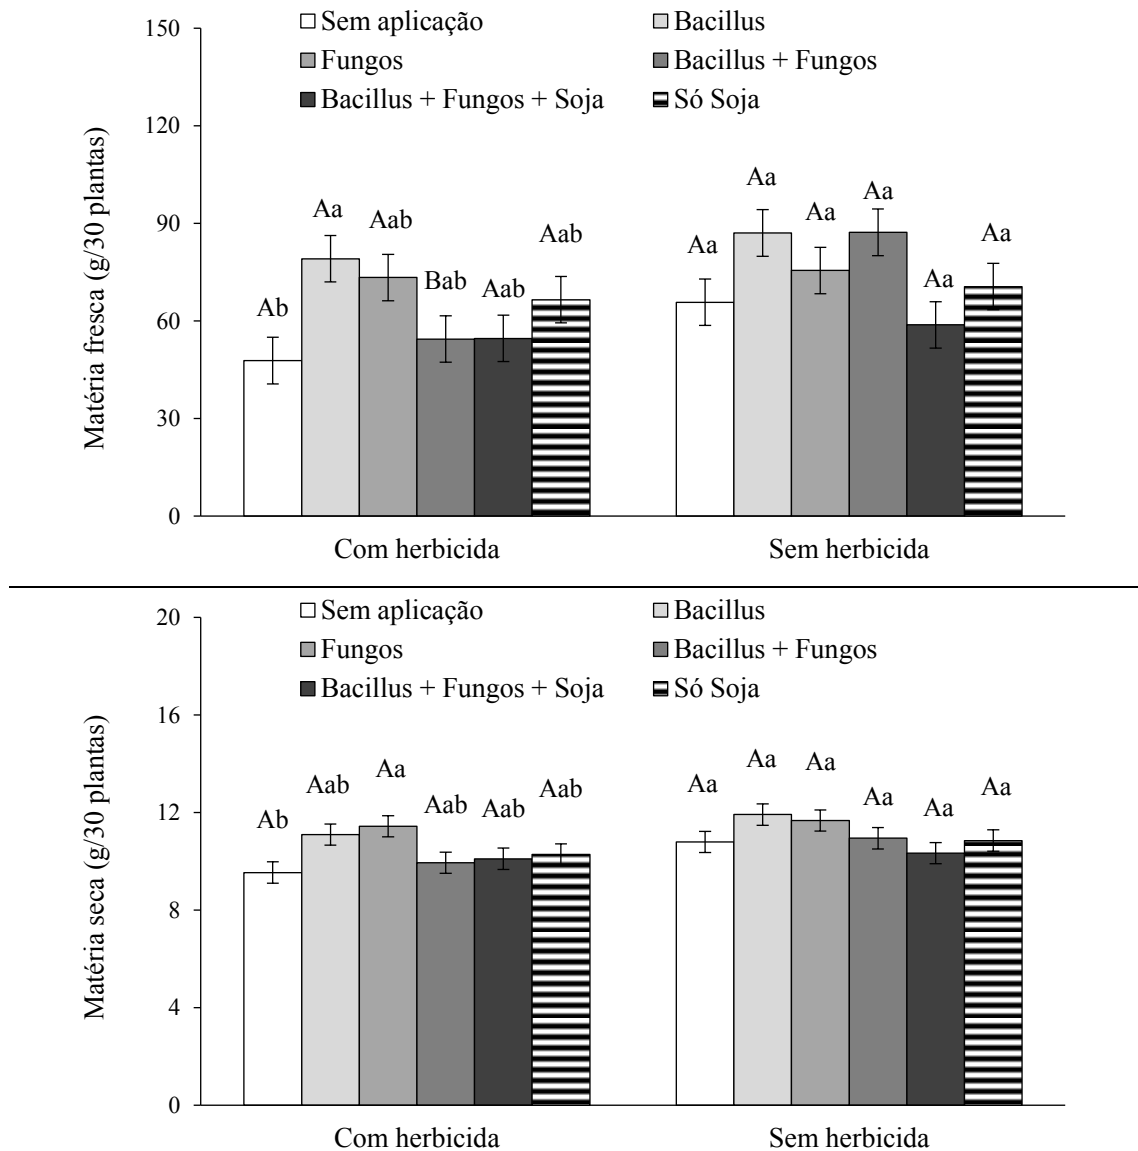 Matéria fresca (g/30 plantas)
150
120
90
60
30
0
Sem aplicação
Bacillus
Fungos
Bacillus + Fungos
Bacillus + Fungos + Soja
Só Soja
Ab
Aa
Aab
Bab
Aab
Aab
Aa
Aa
Aa
Aa
Aa
Aa
Com herbicida
Sem herbicida
Matéria seca (g/30 plantas)
20
16
12
8
4
0
Sem aplicação
Bacillus
Fungos
Bacillus + Fungos
Bacillus + Fungos + Soja
Só Soja
Ab
Aab
Aa
Aab
Aab
Aab
Aa
Aa
Aa
Aa
Aa
Aa
Com herbicida
Sem herbicida